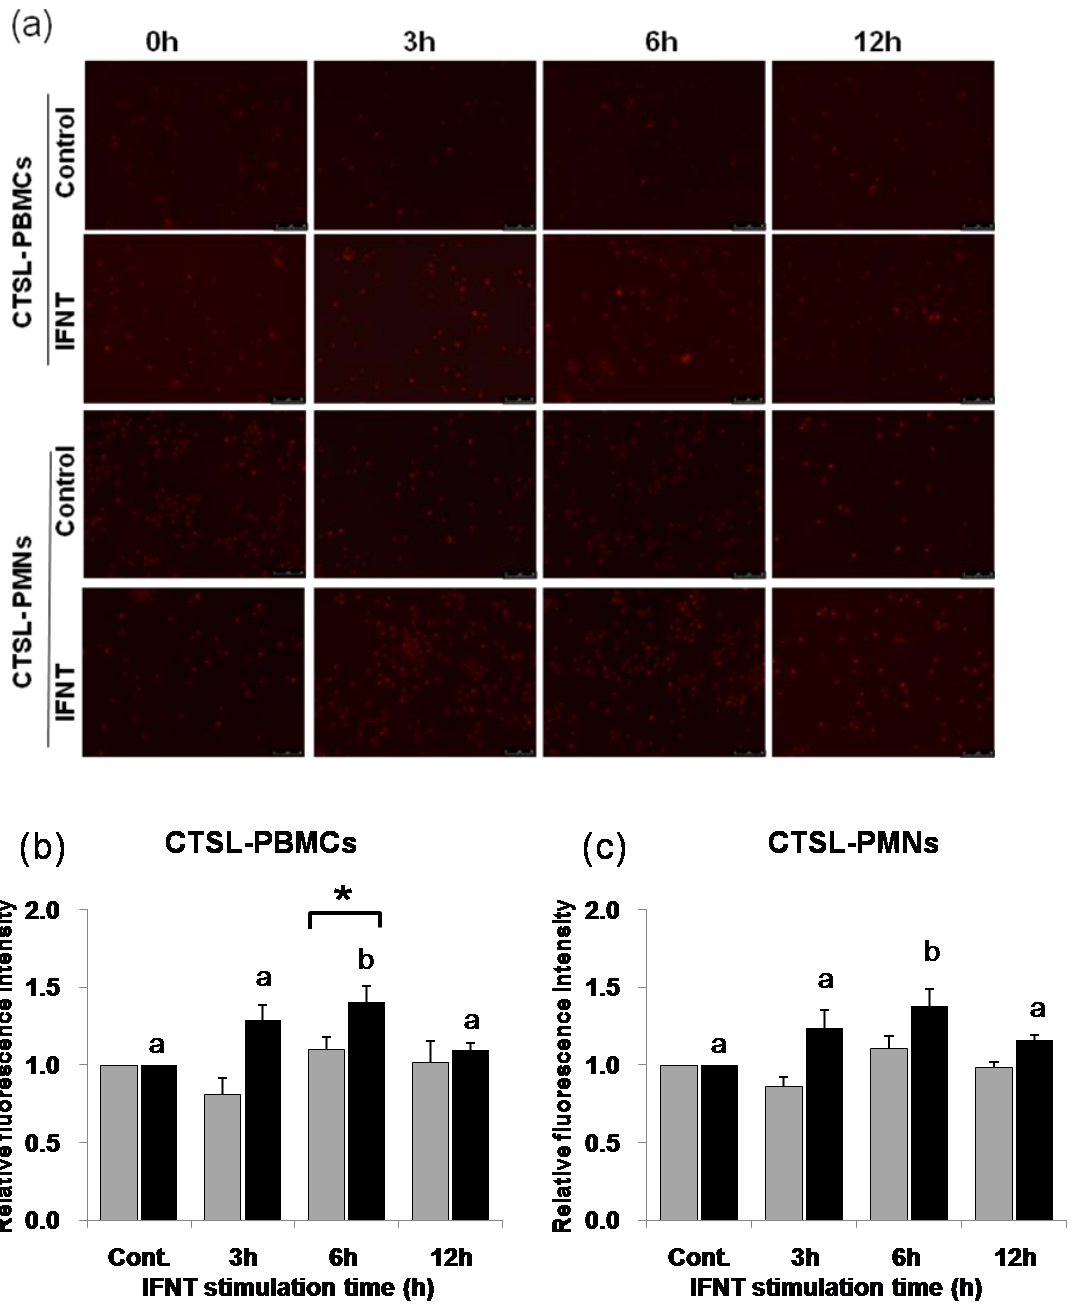 (a)
0h 3h 6h 12h
CTSL-PBMCs
Control
IFNT
CTSL-PMNs
Control
IFNT
(b) CTSL-PBMCs
Relative fluorescence intensity
2.0
1.5
1.0
0.5
0.0
*
a
a
b
a
Cont. 3h 6h 12h
IFNT stimulation time (h)
(c) CTSL-PMNs
Relative fluorescence Intensity
2.0
1.5
1.0
0.5
0.0
a
a
b
a
Cont. 3h 6h 12h
IFNT stimulation time (h)